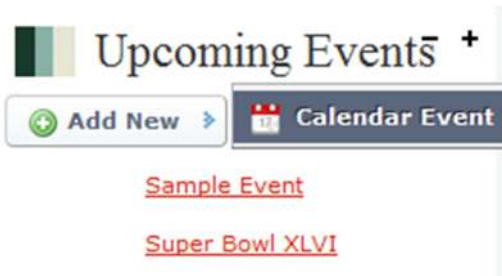 Upcoming Events - +
Add New Calendar Event
Sample Event
Super Bowl XLVI